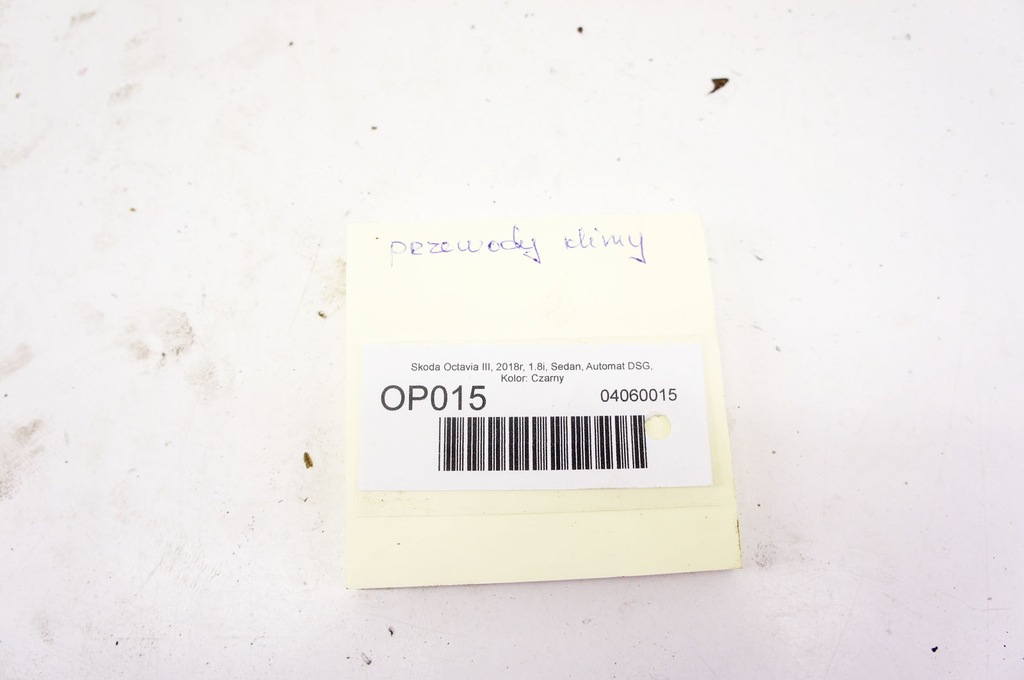 przewody klimy
Skoda Octavia III, 2018r, 1.8i, Sedan, Automat DSG.
Kolor: Czarny
OP015 04060015